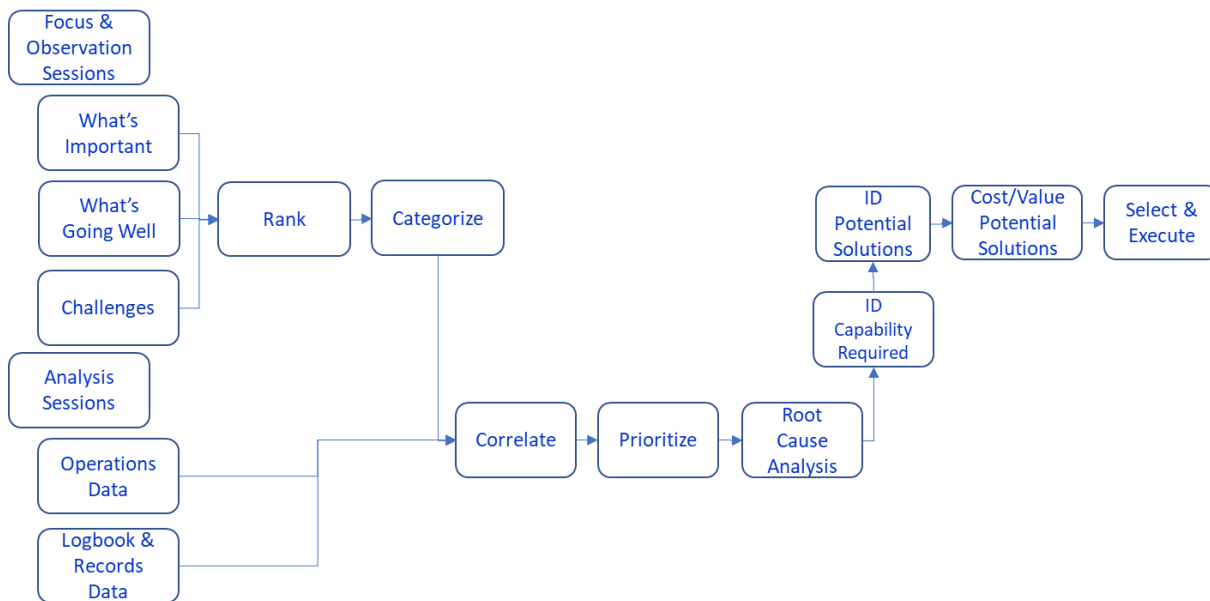 Focus &
Observation
Sessions
What's
Important
What's
Going Well
Challenges
Analysis
Sessions
Operations
Data
Logbook &
Records
Data
Rank
Categorize
Correlate
Prioritize
Root
Cause
Analysis
ID
Capability
Required
ID
Potential
Solutions
Cost/Value
Potential
Solutions
Select &
Execute